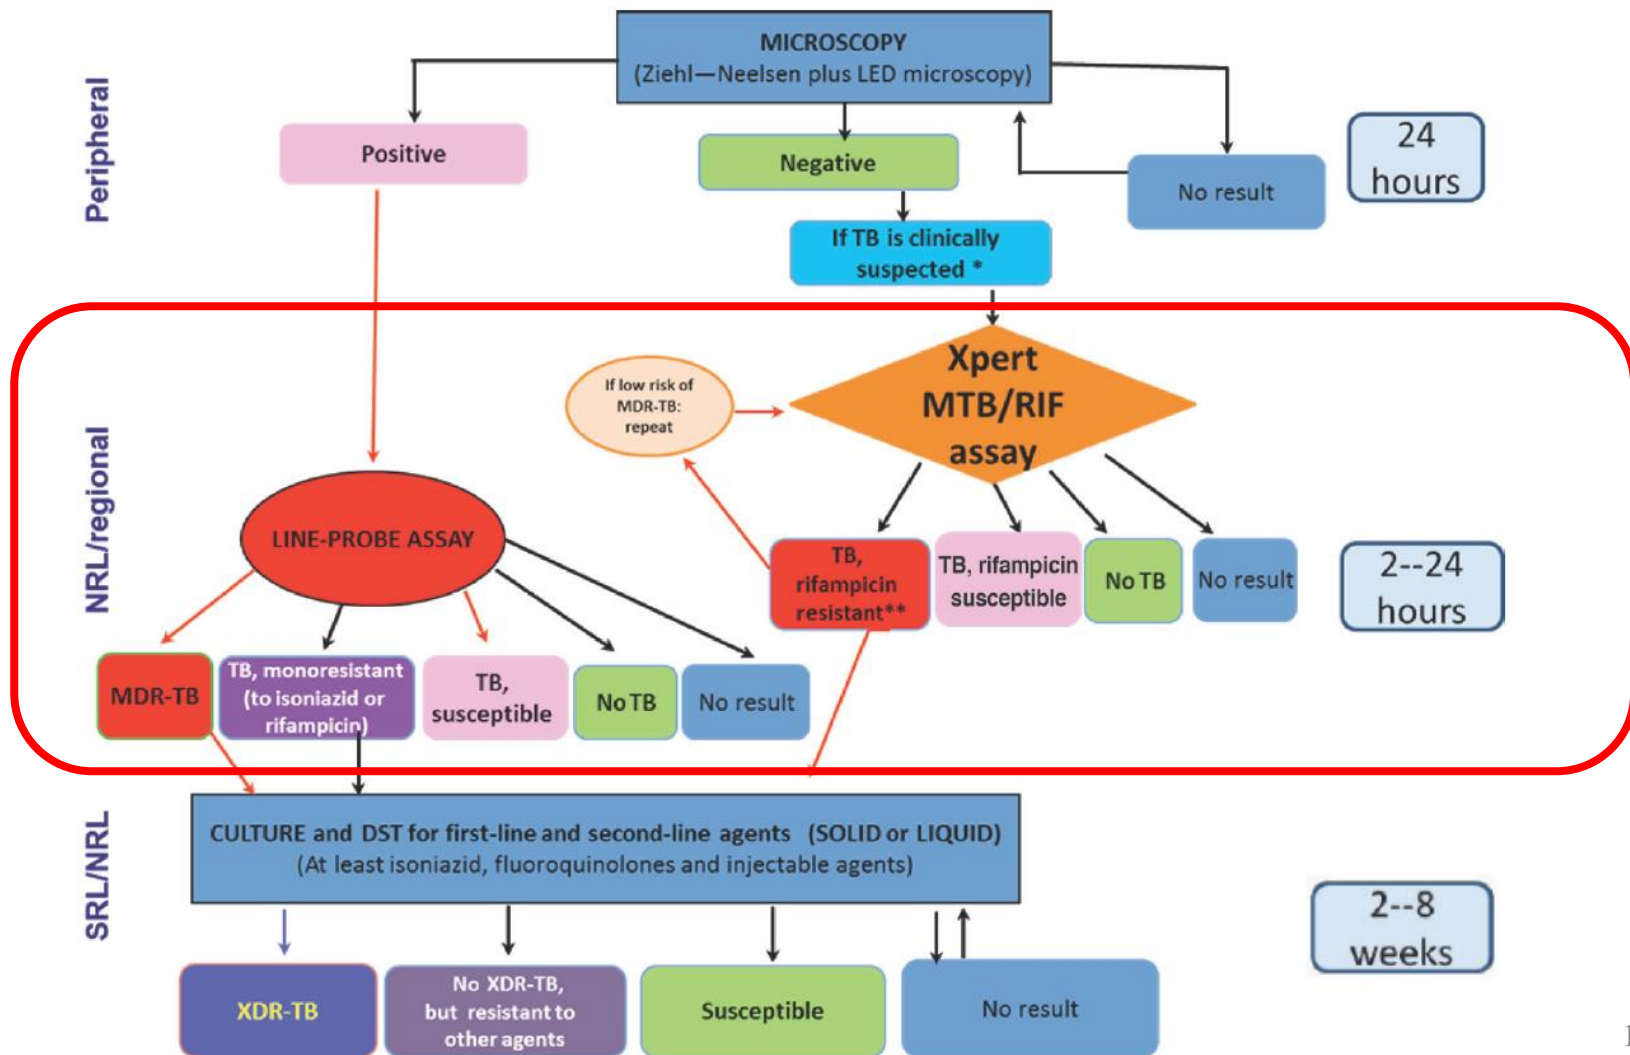 MICROSCOPY
(Ziehl—Neelsen plus LED microscopy)
Peripheral
Positive
Negative
No result
24
hours
If TB is clinically
suspected *
NRL/regional
Xpert
MTB/RIF
assay
If low risk of
MDR-TB:
repeat
LINE-PROBE ASSAY
TB,
rifampicin
resistant**
TB, rifampicin
susceptible
No TB
No result
2--24
hours
MDR-TB
TB, monoresistant
(to isoniazid or
rifampicin)
TB,
susceptible
No TB
No result
SRL/NRL
CULTURE and DST for first-line and second-line agents (SOLID or LIQUID)
(At least isoniazid, fluoroquinolones and injectable agents)
2--8
weeks
XDR-TB
No XDR-TB,
but resistant to
other agents
Susceptible
No result
1